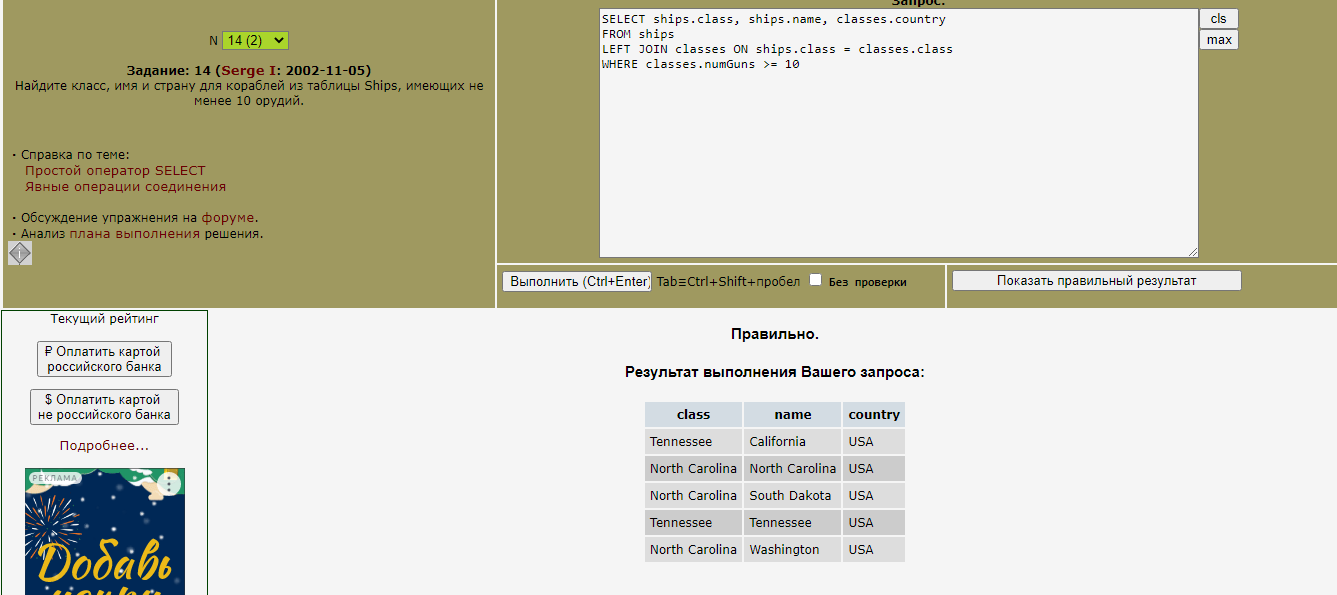 Запрос:
SELECT ships.class, ships.name, classes.country
FROM ships
LEFT JOIN classes ON ships.class = classes.class
WHERE classes.numGuns >= 10
cls
max
N 14 (2)
Задание: 14 (Serge I: 2002-11-05)
Найдите класс, имя и страну для кораблей из таблицы Ships, имеющих не
менее 10 орудий.
· Справка по теме:
Простой оператор SELECT
Явные операции соединения
· Обсуждение упражнения на форуме.
· Анализ плана выполнения решения.
Выполнить (Ctrl+Enter) Tab≡Ctrl+Shift+пробел Без проверки
Показать правильный результат
Текущий рейтинг
₽ Оплатить картой
российского банка
$ Оплатить картой
не российского банка
Подробнее...
РЕКЛАМА
Добавь
Правильно.
Результат выполнения Вашего запроса:
class name country
Tennessee California USA
North Carolina North Carolina USA
North Carolina South Dakota USA
Tennessee Tennessee USA
North Carolina Washington USA